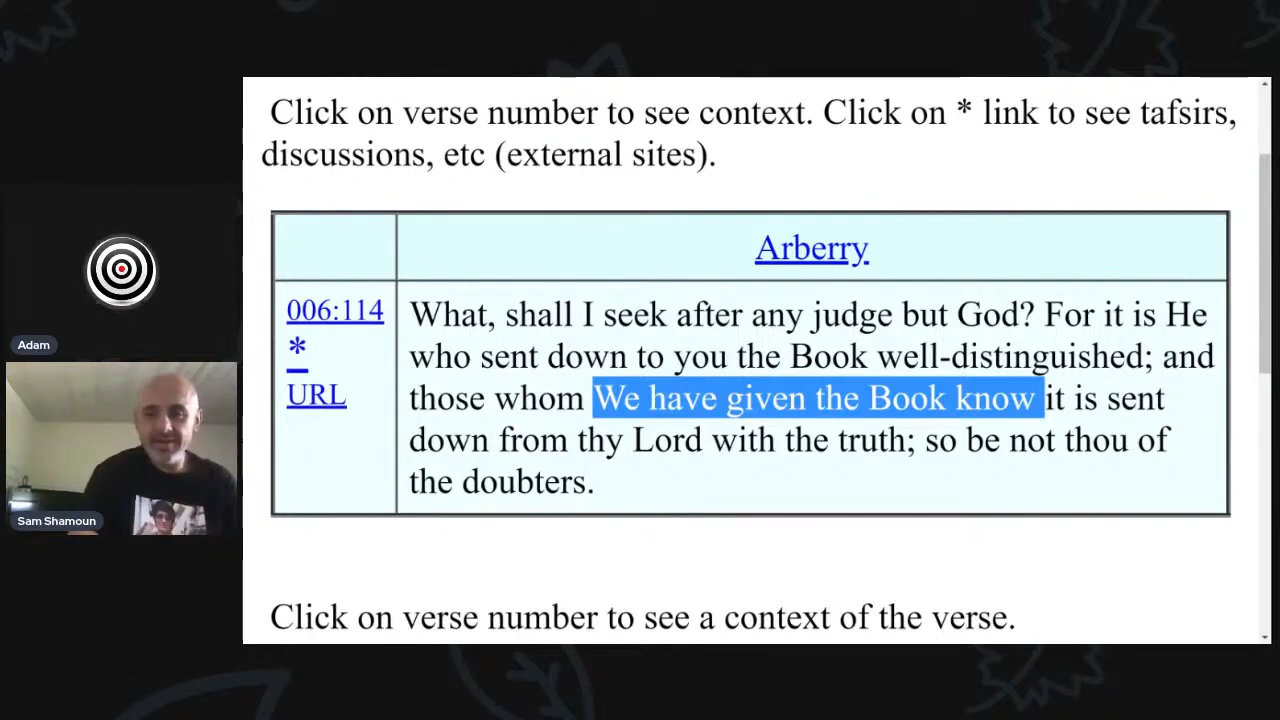 Click on verse number to see context. Click on * link to see tafsirs,
discussions, etc (external sites).
Arberry
006:114
*
URL
What, shall I seek after any judge but God? For it is He
who sent down to you the Book well-distinguished; and
those whom We have given the Book know it is sent
down from thy Lord with the truth; so be not thou of
the doubters.
Click on verse number to see a context of the verse.
Adam
Sam Shamoun